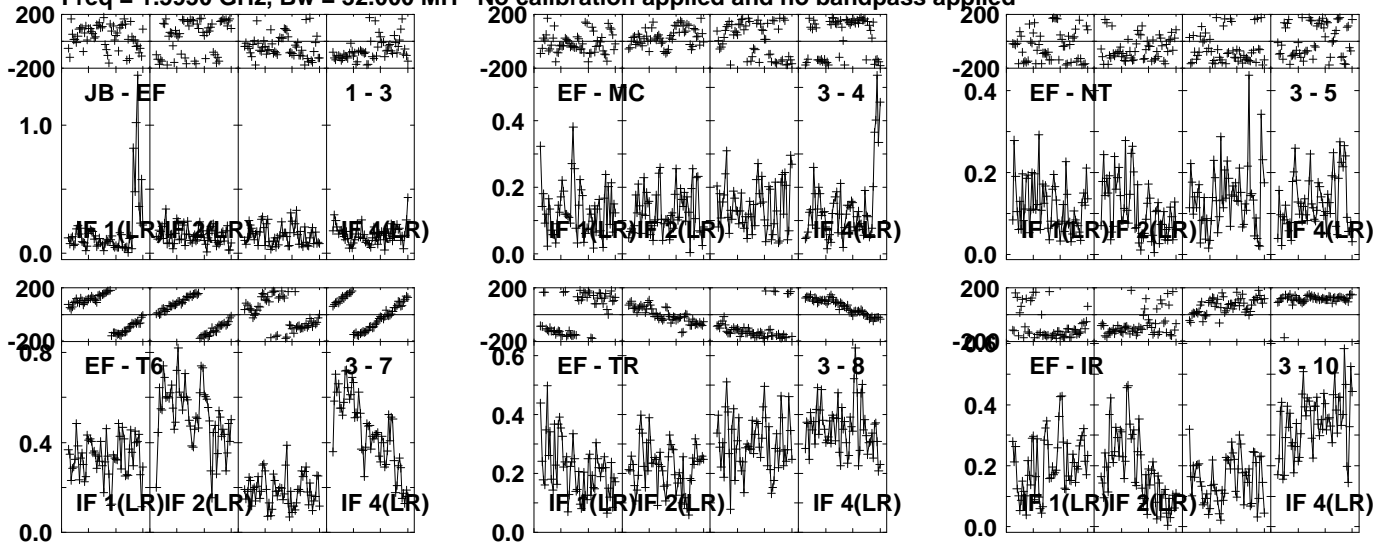 Freq = 1.5950 GHz, Bw = 32.000 MH No calibration applied and no bandpass applied
200
-200
JB - EF
1 - 3
1.0
0.0
IF 1(LR)
IF 2(LR)
IF 4(LR)
200
-200
EF - MC
3 - 4
0.4
0.2
0.0
IF 1(LR)
IF 2(LR)
IF 4(LR)
200
-200
EF - NT
3 - 5
0.4
0.2
0.0
IF 1(LR)
IF 2(LR)
IF 4(LR)
200
-200
0.8
EF - T6
3 - 7
0.4
0.0
IF 1(LR)
IF 2(LR)
IF 4(LR)
200
-200
0.6
EF - TR
3 - 8
0.4
0.2
0.0
IF 1(LR)
IF 2(LR)
IF 4(LR)
200
-200
0.6
EF - IR
3 - 10
0.4
0.2
0.0
IF 1(LR)
IF 2(LR)
IF 4(LR)